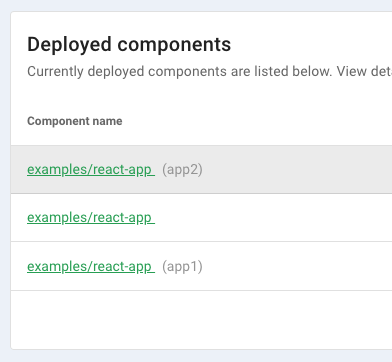 Deployed components
Currently deployed components are listed below. View
Component name
examples/react-app (app2)
examples/react-app
examples/react-app (app1)